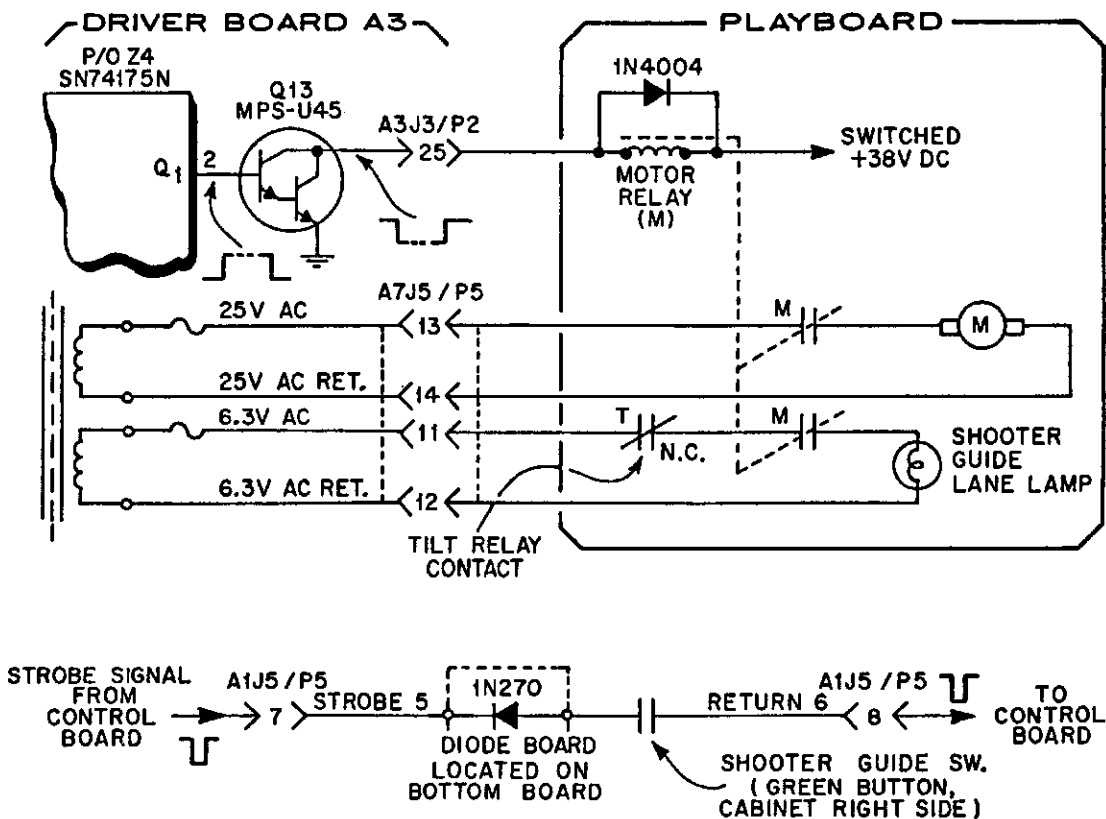 DRIVER BOARD A3
PLAYBOARD
P/O Z4
SN74175N
Q13
MPS-U45
1N4004
A3J3/P2
Q1
2
25
SWITCHED
+38V DC
MOTOR
RELAY
(M)
A7J5 / P5
25V AC
13
M
M
25V AC RET.
14
6.3V AC
11
T
N.C.
M
SHOOTER
GUIDE
LANE LAMP
6.3V AC RET.
12
TILT RELAY
CONTACT
STROBE SIGNAL
FROM
CONTROL
BOARD
A1J5 / P5
7
STROBE 5
1N270
DIODE BOARD
LOCATED ON
BOTTOM BOARD
RETURN 6
A1J5 / P5
8
TO
CONTROL
BOARD
SHOOTER GUIDE SW.
(GREEN BUTTON,
CABINET RIGHT SIDE)